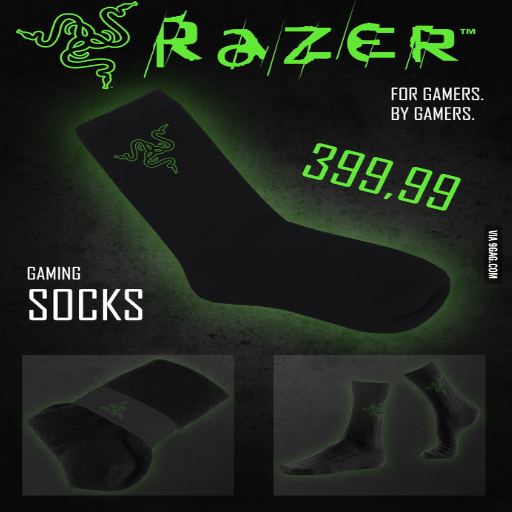 RAZER™
FOR GAMERS.
BY GAMERS.
399,99
VIA 9GAG.COM
GAMING
SOCKS